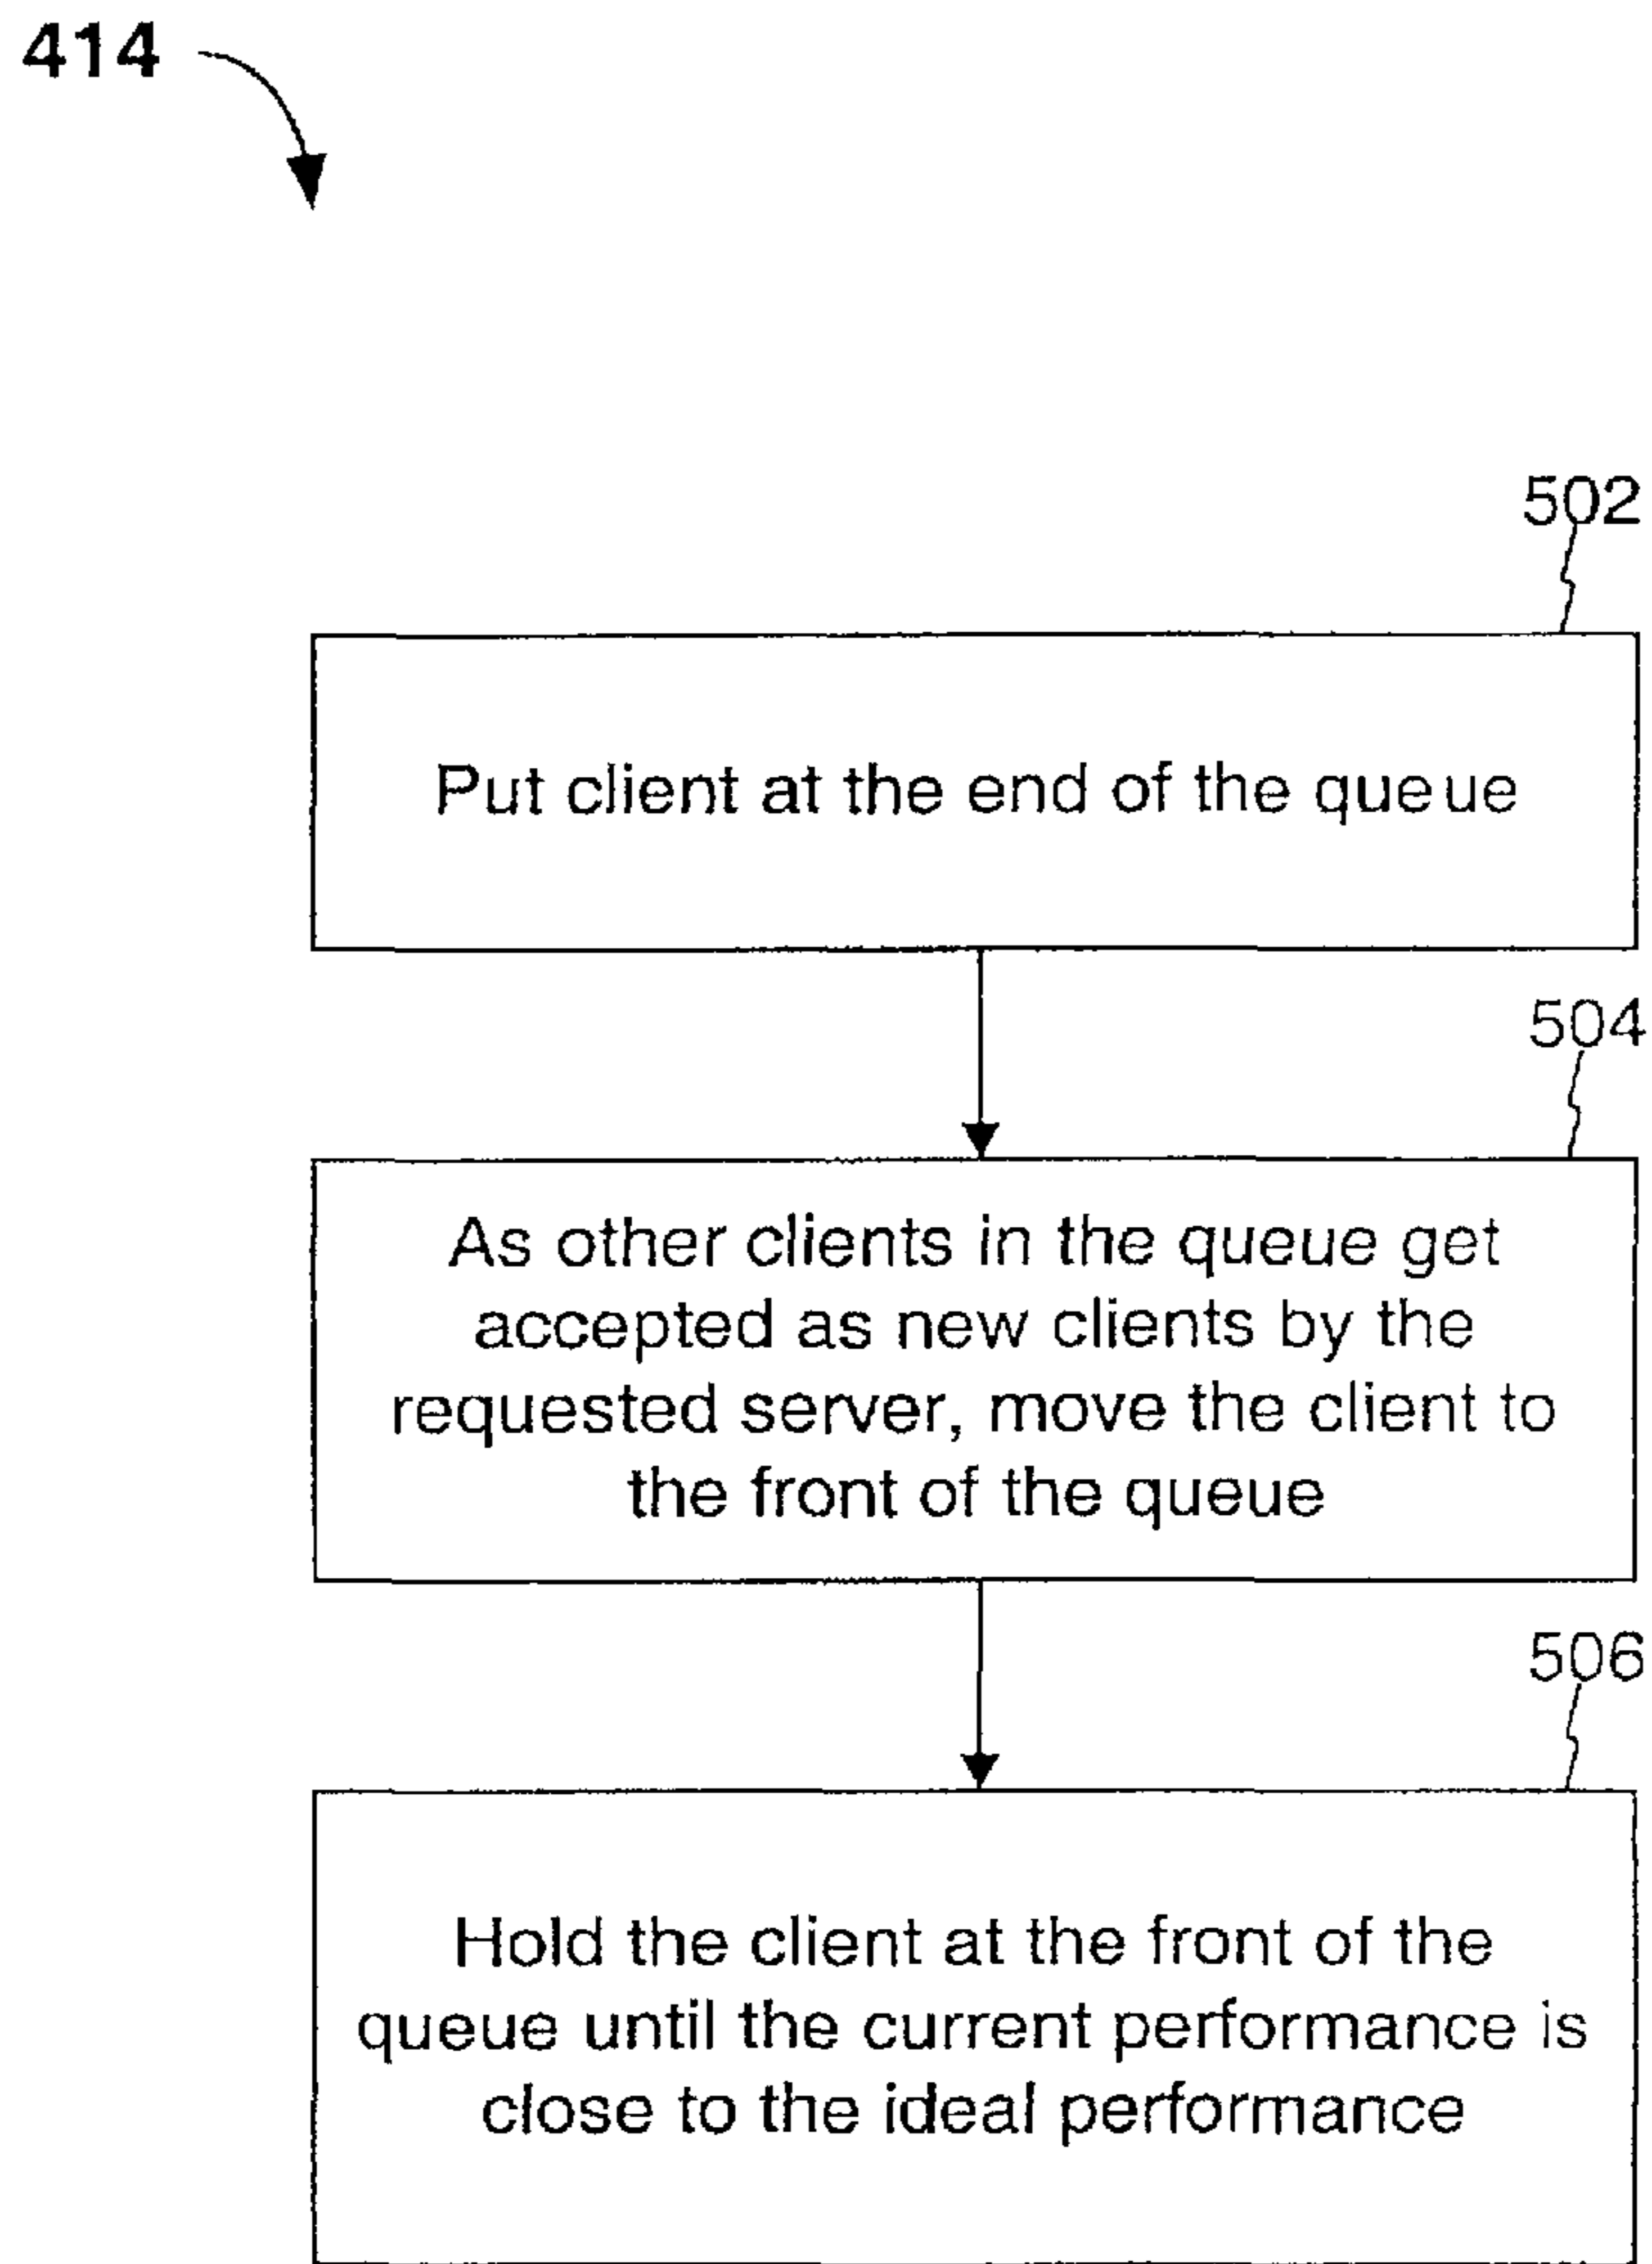 414
502
Put client at the end of the queue
504
As other clients in the queue get
accepted as new clients by the
requested server, move the client to
the front of the queue
506
Hold the client at the front of the
queue until the current performance is
close to the ideal performance